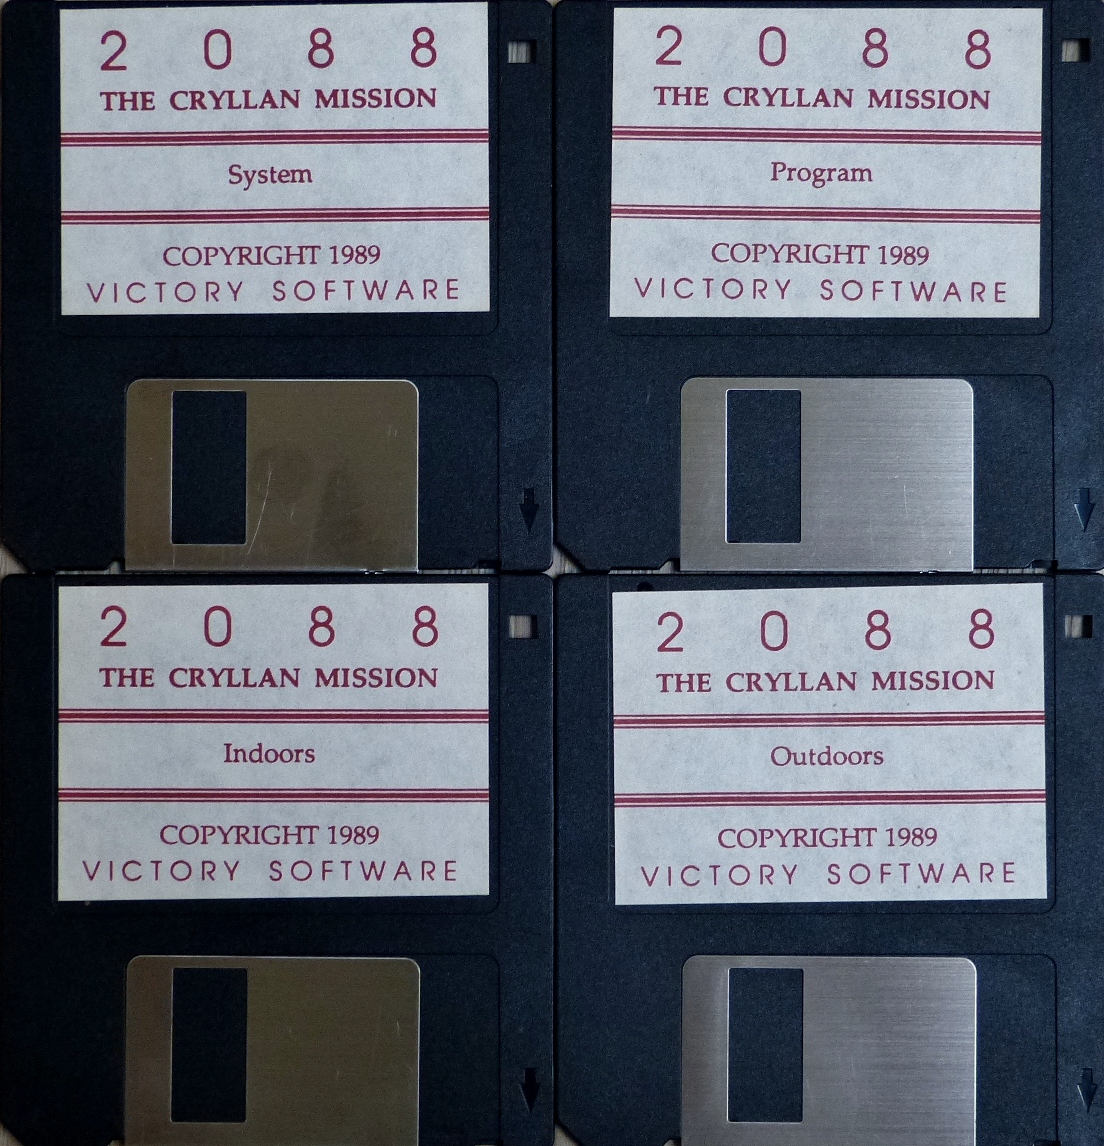 2 0 8 8
THE CRYLLAN MISSION
System
COPYRIGHT 1989
VICTORY SOFTWARE
2 0 8 8
THE CRYLLAN MISSION
Program
COPYRIGHT 1989
VICTORY SOFTWARE
2 0 8 8
THE CRYLLAN MISSION
Indoors
COPYRIGHT 1989
VICTORY SOFTWARE
2 0 8 8
THE CRYLLAN MISSION
Outdoors
COPYRIGHT 1989
VICTORY SOFTWARE